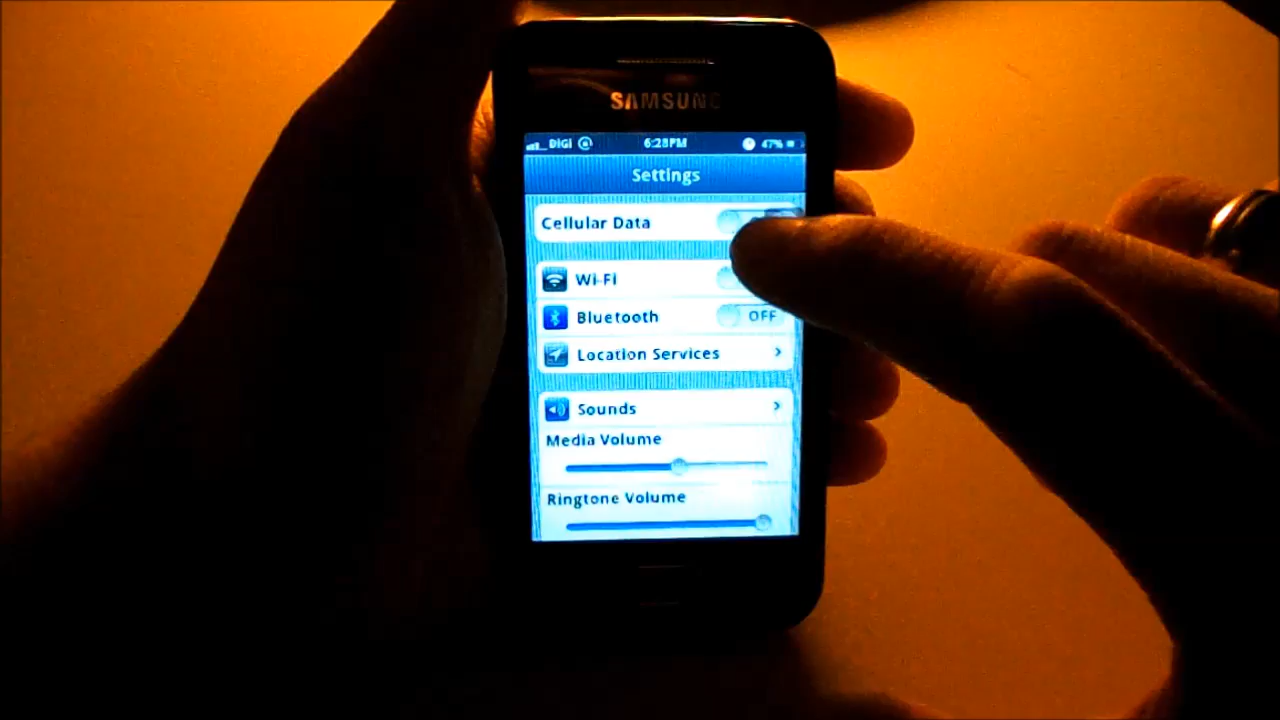 SAMSUNG
DIGI 6:28PM 47%
Settings
Cellular Data
Wi-Fi
Bluetooth OFF
Location Services
Sounds
Media Volume
Ringtone Volume